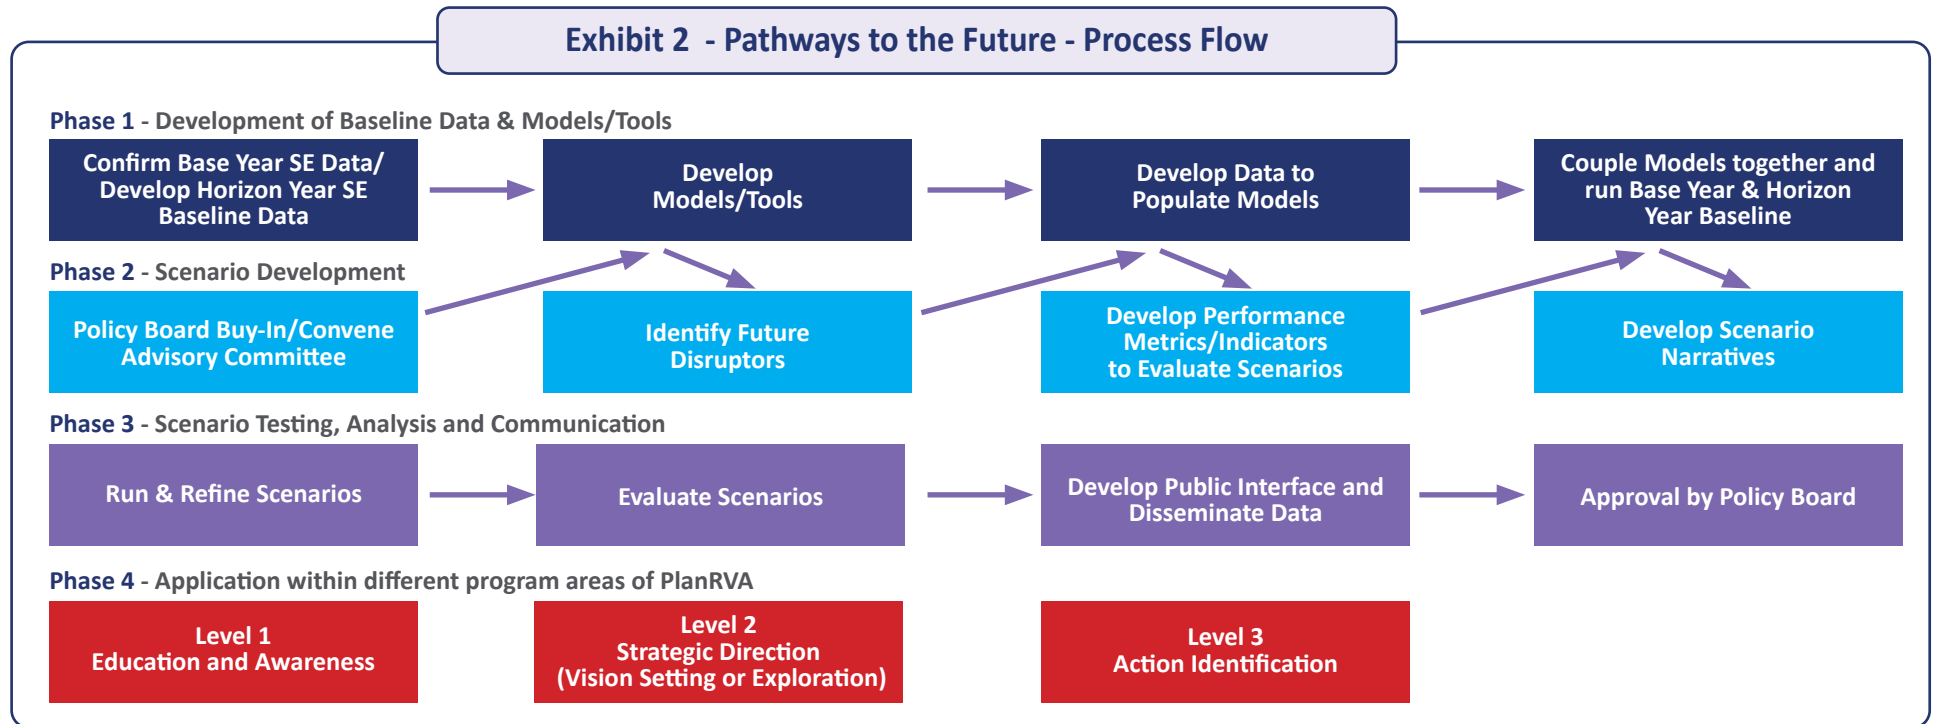 Exhibit 2 - Pathways to the Future - Process Flow
Phase 1 - Development of Baseline Data & Models/Tools
Confirm Base Year SE Data/
Develop Horizon Year SE
Baseline Data
Develop
Models/Tools
Develop Data to
Populate Models
Couple Models together and
run Base Year & Horizon
Year Baseline
Phase 2 - Scenario Development
Policy Board Buy-In/Convene
Advisory Committee
Identify Future
Disruptors
Develop Performance
Metrics/Indicators
to Evaluate Scenarios
Develop Scenario
Narratives
Phase 3 - Scenario Testing, Analysis and Communication
Run & Refine Scenarios
Evaluate Scenarios
Develop Public Interface and
Disseminate Data
Approval by Policy Board
Phase 4 - Application within different program areas of PlanRVA
Level 1
Education and Awareness
Level 2
Strategic Direction
(Vision Setting or Exploration)
Level 3
Action Identification